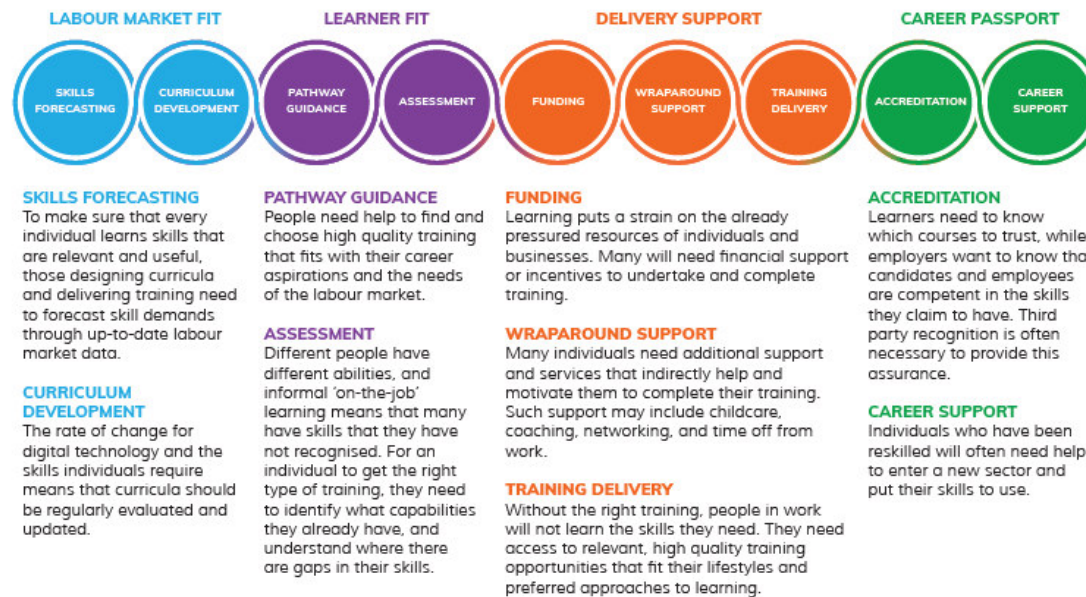 LABOUR MARKET FIT
LEARNER FIT
DELIVERY SUPPORT
CAREER PASSPORT
SKILLS
FORECASTING
CURRICULUM
DEVELOPMENT
PATHWAY
GUIDANCE
ASSESSMENT
FUNDING
WRAPAROUND
SUPPORT
TRAINING
DELIVERY
ACCREDITATION
CAREER
SUPPORT
SKILLS FORECASTING
To make sure that every
individual learns skills that
are relevant and useful,
those designing curricula
and delivering training need
to forecast skill demands
through up-to-date labour
market data.
CURRICULUM
DEVELOPMENT
The rate of change for
digital technology and the
skills individuals require
means that curricula should
be regularly evaluated and
updated.
PATHWAY GUIDANCE
People need help to find and
choose high quality training
that fits with their career
aspirations and the needs
of the labour market.
ASSESSMENT
Different people have
different abilities, and
informal ‘on-the-job’
learning means that many
have skills that they have
not recognised. For an
individual to get the right
type of training, they need
to identify what capabilities
they already have, and
understand where there
are gaps in their skills.
FUNDING
Learning puts a strain on the already
pressured resources of individuals and
businesses. Many will need financial support
or incentives to undertake and complete
training.
WRAPAROUND SUPPORT
Many individuals need additional support
and services that indirectly help and
motivate them to complete their training.
Such support may include childcare,
coaching, networking, and time off from
work.
TRAINING DELIVERY
Without the right training, people in work
will not learn the skills they need. They need
access to relevant, high quality training
opportunities that fit their lifestyles and
preferred approaches to learning.
ACCREDITATION
Learners need to know
which courses to trust, while
employers want to know tha
candidates and employees
are competent in the skills
they claim to have. Third
party recognition is often
necessary to provide this
assurance.
CAREER SUPPORT
Individuals who have been
reskilled will often need help
to enter a new sector and
put their skills to use.